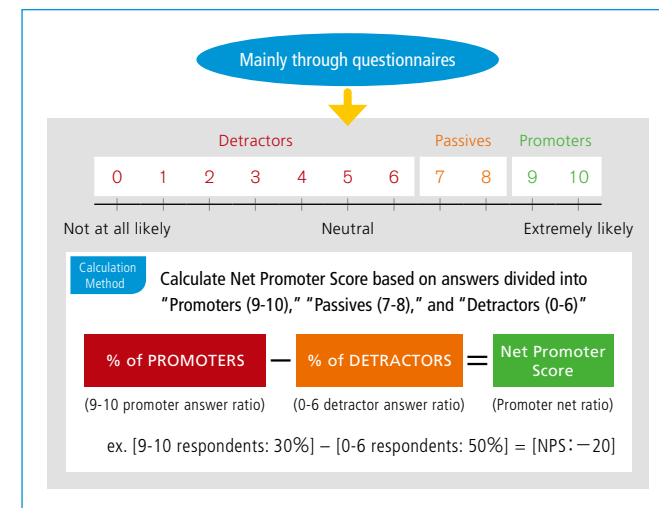 Mainly through questionnaires
Detractors Passives Promoters
0 1 2 3 4 5 6 7 8 9 10
Not at all likely Neutral Extremely likely
Calculation
Method
Calculate Net Promoter Score based on answers divided into
“Promoters (9-10),” “Passives (7-8),” and “Detractors (0-6)”
% of PROMOTERS − % of DETRACTORS = Net Promoter
Score
(9-10 promoter answer ratio) (0-6 detractor answer ratio) (Promoter net ratio)
ex. [9-10 respondents: 30%] – [0-6 respondents: 50%] = [NPS：−20]